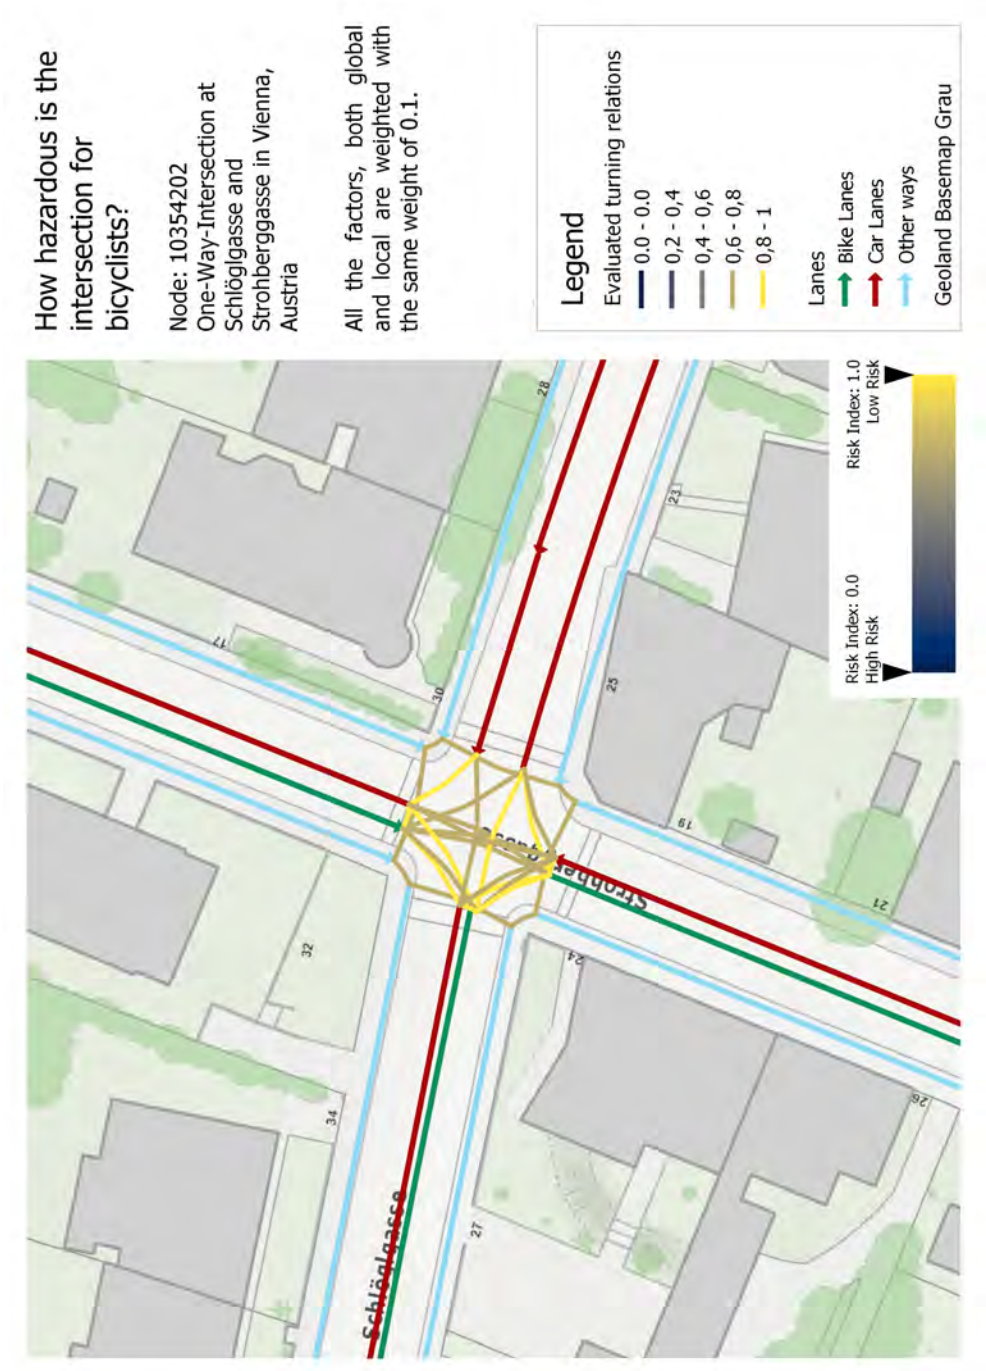 How hazardous is the
intersection for
bicyclists?
Node: 10354202
One-Way-Intersection at
Schlöglgasse and
Strohberggasse in Vienna,
Austria
All the factors, both global
and local are weighted with
the same weight of 0.1.
Legend
Evaluated turning relations
0.0 - 0.0
0,2 - 0,4
0,4 - 0,6
0,6 - 0,8
0,8 - 1
Lanes
Bike Lanes
Car Lanes
Other ways
Geoland Basemap Grau
Risk Index: 0.0
High Risk
Risk Index: 1.0
Low Risk
28
23
17
30
25
19
21
32
24
26
34
27
Schlöglgasse